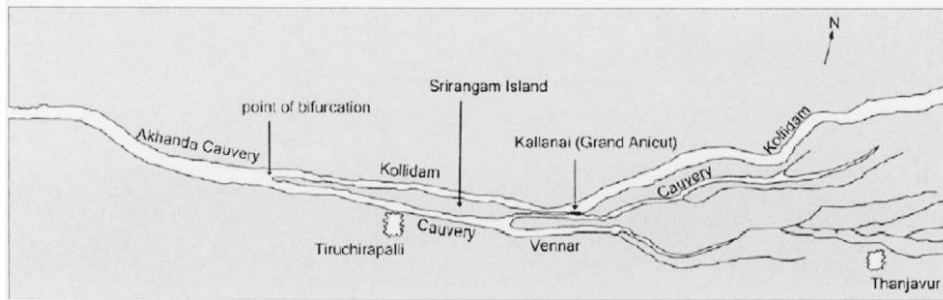 N
Srirangam Island
point of bifurcation
Kallanai (Grand Anicut)
Kollidam
Akhanda Cauvery
Kollidam
Cauvery
Cauvery
Tiruchirapalli
Vennar
Thanjavur